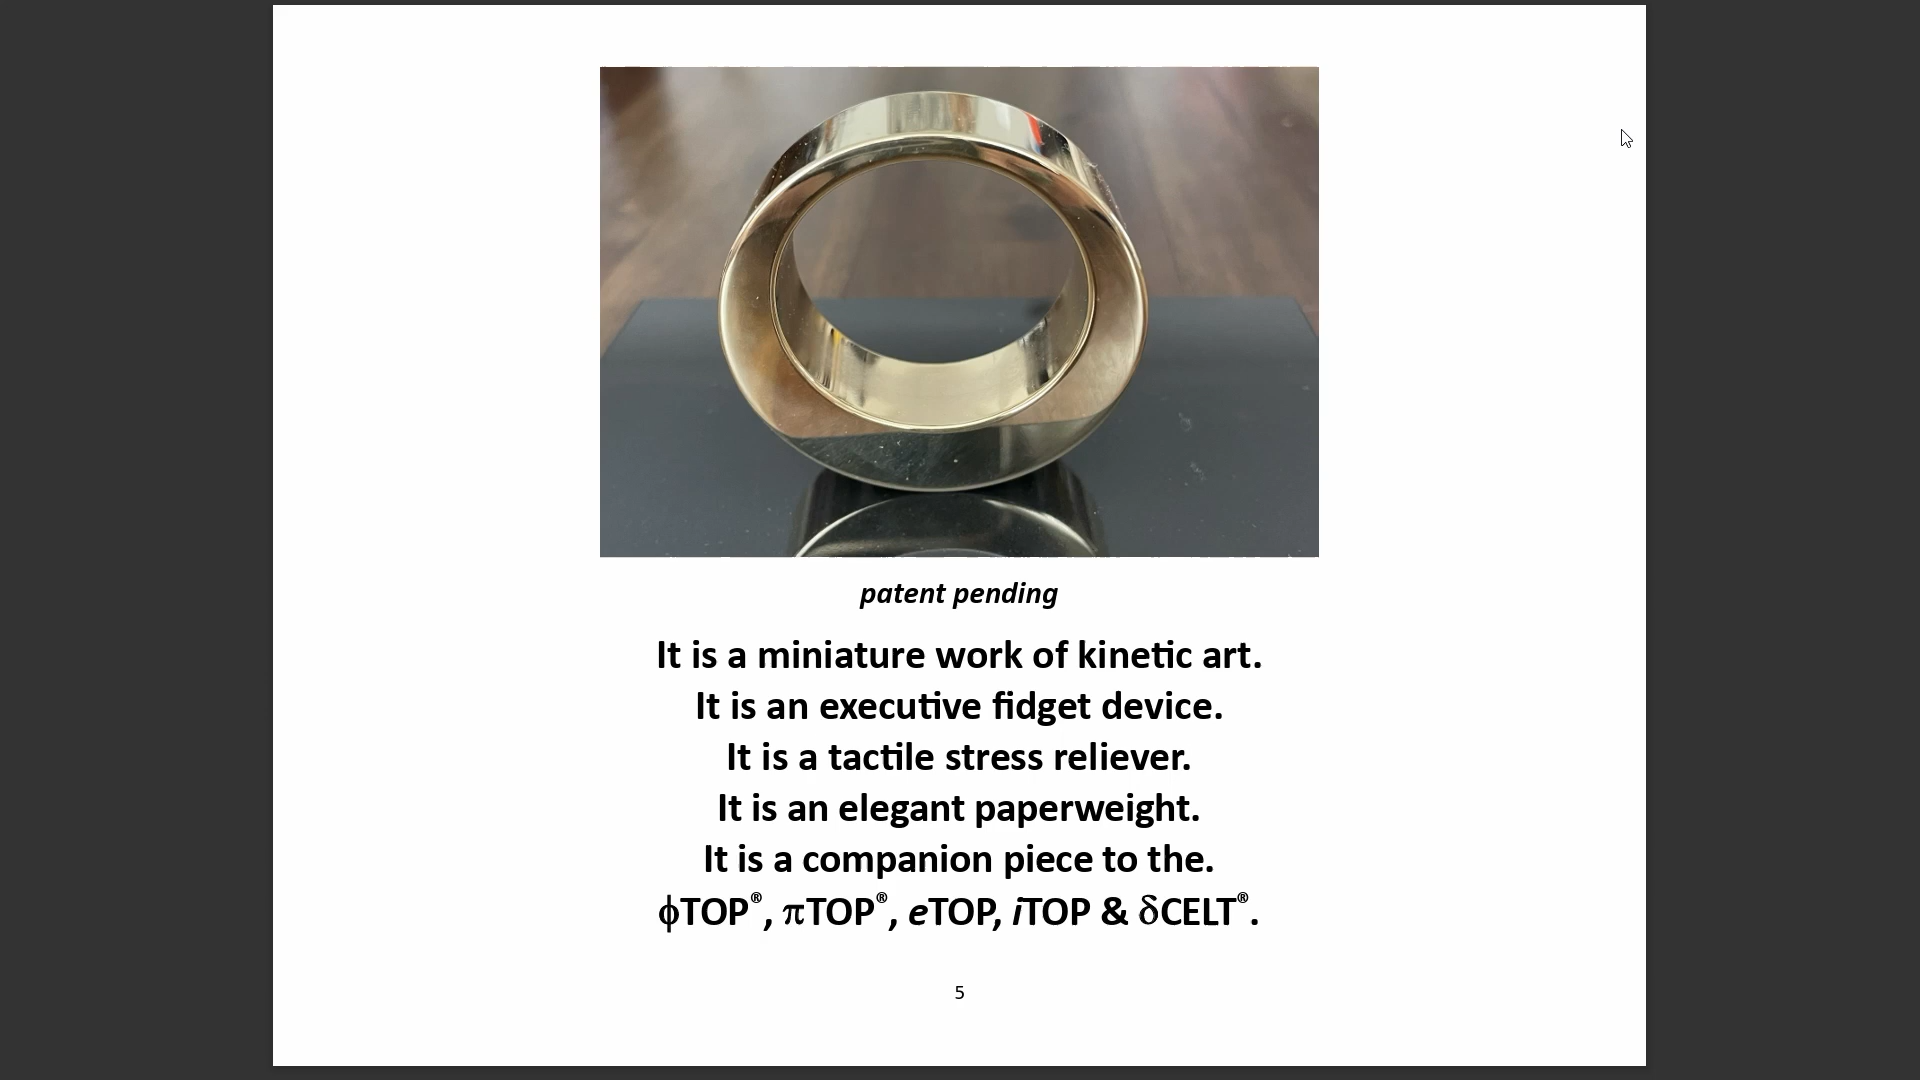 patent pending
It is a miniature work of kinetic art.
It is an executive fidget device.
It is a tactile stress reliever.
It is an elegant paperweight.
It is a companion piece to the.
ϕTOP®, πTOP®, eTOP, iTOP & δCELT®.
5